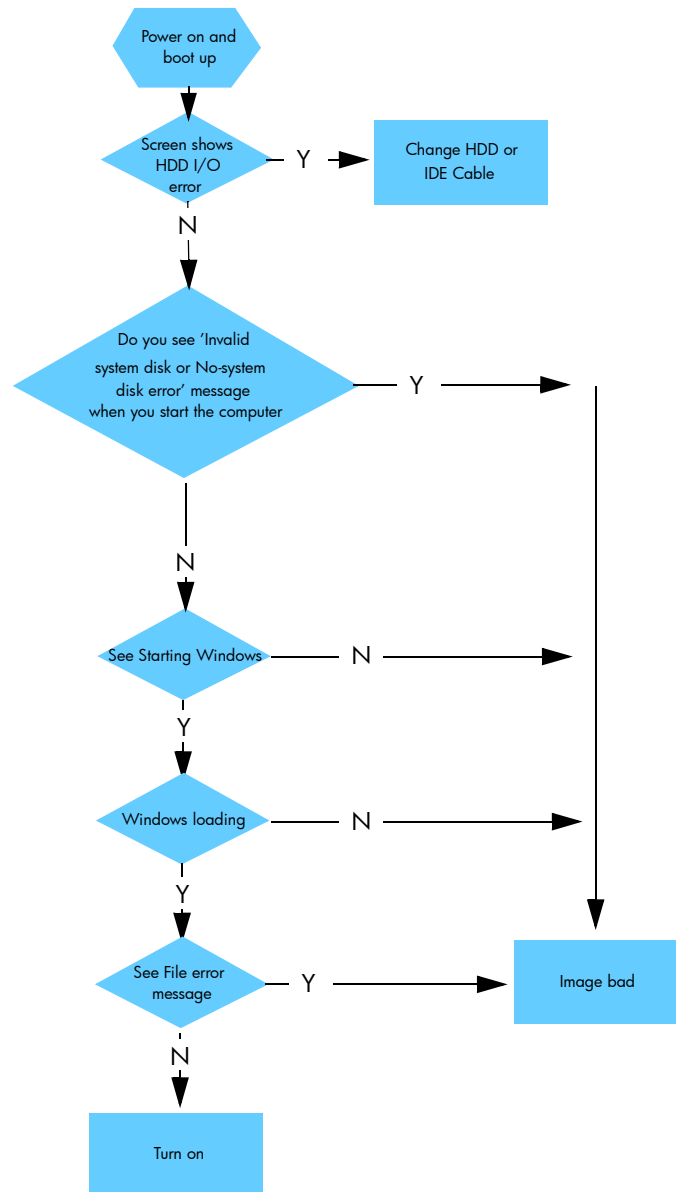 Power on and
boot up
Screen shows
HDD I/O
error
Y
Change HDD or
IDE Cable
N
Do you see ’Invalid
system disk or No-system
disk error’ message
when you start the computer
Y
N
See Starting Windows
N
Y
Windows loading
N
Y
See File error
message
Y
Image bad
N
Turn on